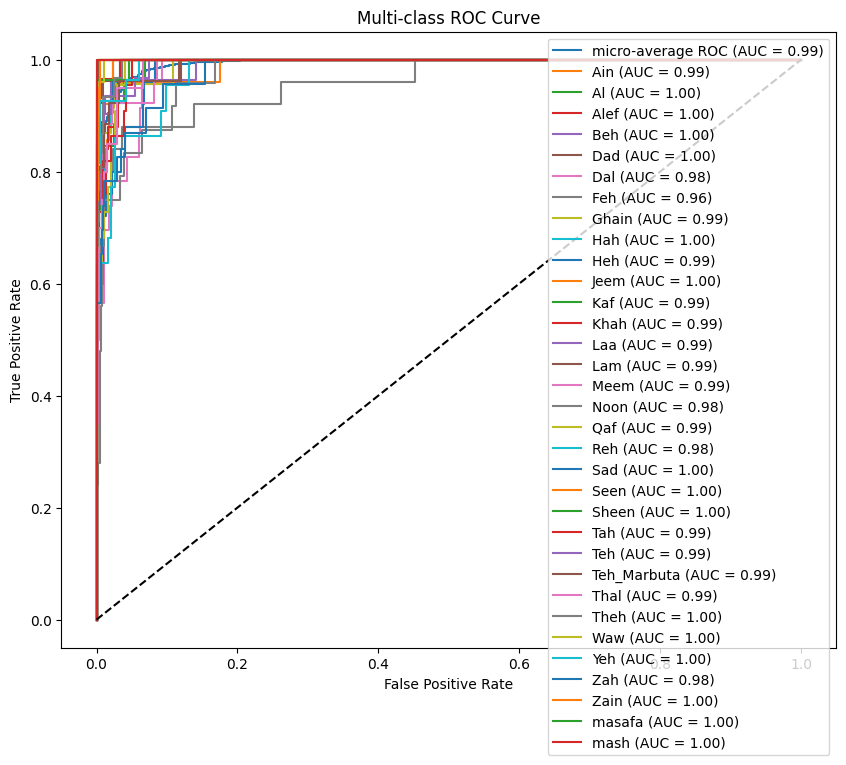 Multi-class ROC Curve
True Positive Rate
1.0
0.8
0.6
0.4
0.2
0.0
0.0
0.2
0.4
0.6
0.8
1.0
False Positive Rate
micro-average ROC (AUC = 0.99)
Ain (AUC = 0.99)
Al (AUC = 1.00)
Alef (AUC = 1.00)
Beh (AUC = 1.00)
Dad (AUC = 1.00)
Dal (AUC = 0.98)
Feh (AUC = 0.96)
Ghain (AUC = 0.99)
Hah (AUC = 1.00)
Heh (AUC = 0.99)
Jeem (AUC = 1.00)
Kaf (AUC = 0.99)
Khah (AUC = 0.99)
Laa (AUC = 0.99)
Lam (AUC = 0.99)
Meem (AUC = 0.99)
Noon (AUC = 0.98)
Qaf (AUC = 0.99)
Reh (AUC = 0.98)
Sad (AUC = 1.00)
Seen (AUC = 1.00)
Sheen (AUC = 1.00)
Tah (AUC = 0.99)
Teh (AUC = 0.99)
Teh_Marbuta (AUC = 0.99)
Thal (AUC = 0.99)
Theh (AUC = 1.00)
Waw (AUC = 1.00)
Yeh (AUC = 1.00)
Zah (AUC = 0.98)
Zain (AUC = 1.00)
masafa (AUC = 1.00)
mash (AUC = 1.00)